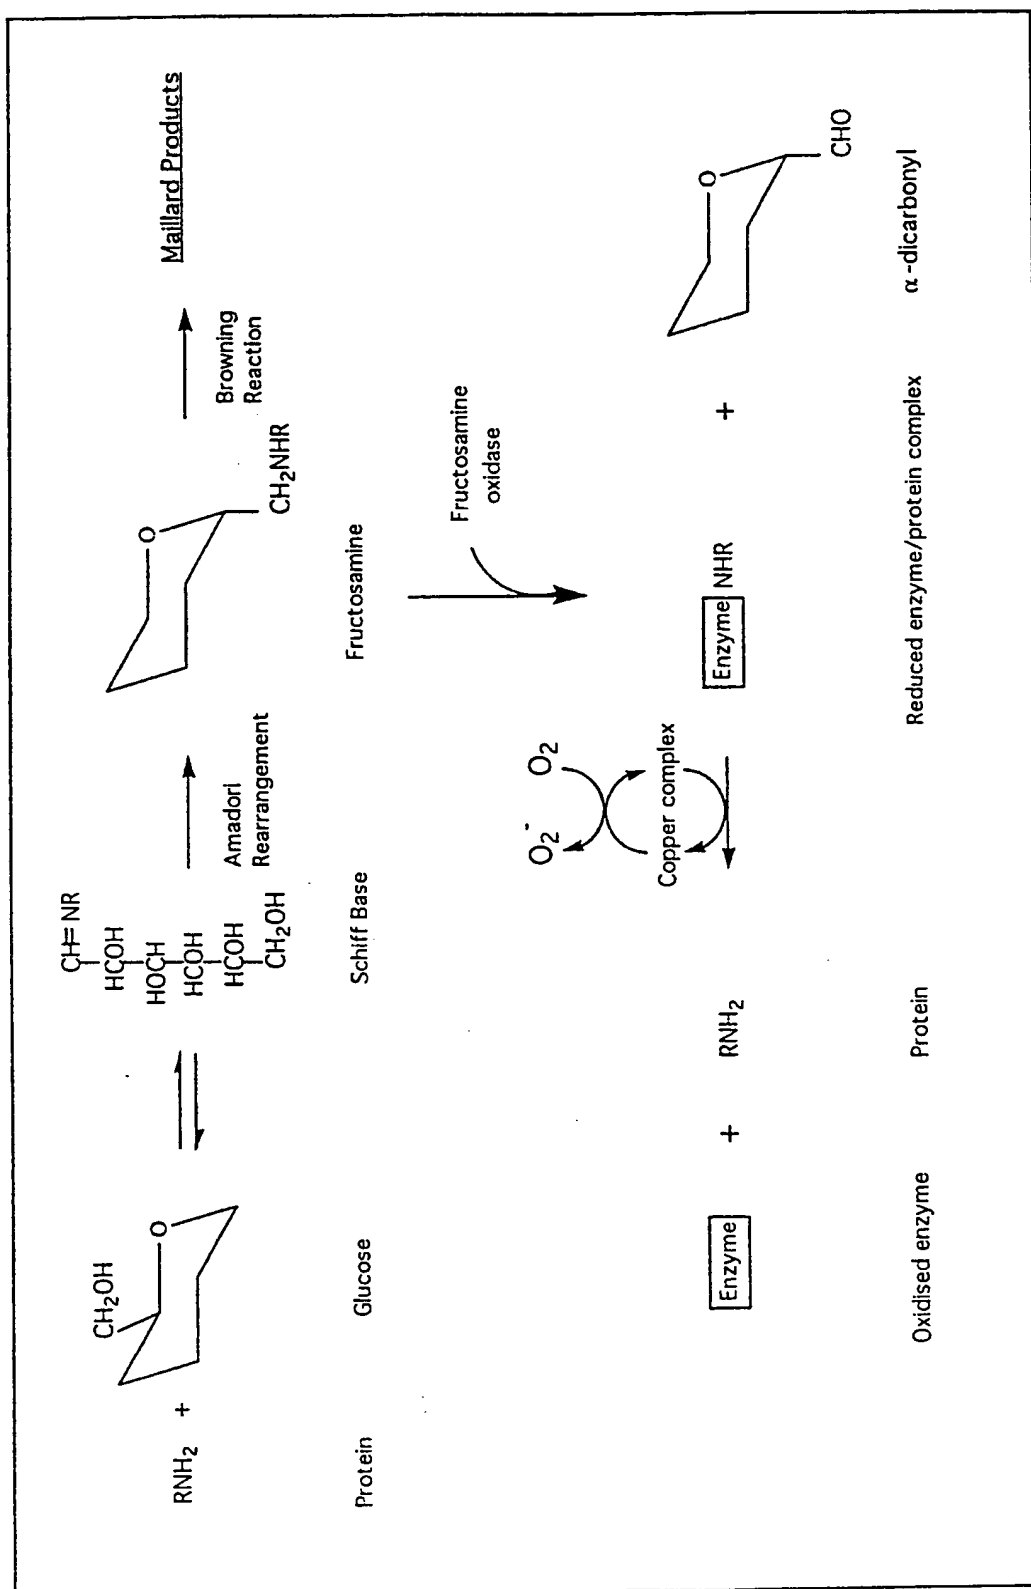 RNH2 +
CH2OH
O
CH=NR
HCOH
HOCH
HCOH
HCOH
CH2OH
Amadori
Rearrangement
O
CH2NHR
Browning
Reaction
Maillard Products
Protein
Glucose
Schiff Base
Fructosamine
Fructosamine
oxidase
O2-
O2
Copper complex
Enzyme
+
RNH2
Enzyme NHR
+
O
CHO
Oxidised enzyme
Protein
Reduced enzyme/protein complex
α-dicarbonyl